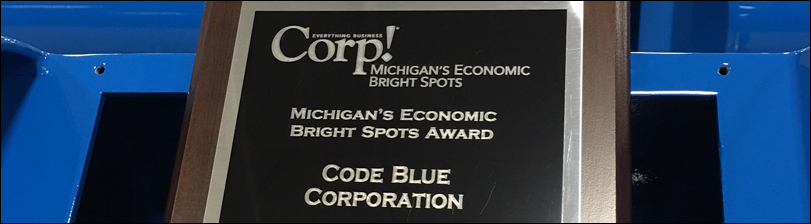 EVERYTHING BUSINESS
Corp!
MICHIGAN'S ECONOMIC
BRIGHT SPOTS
MICHIGAN'S ECONOMIC
BRIGHT SPOTS AWARD
CODE BLUE
CORPORATION